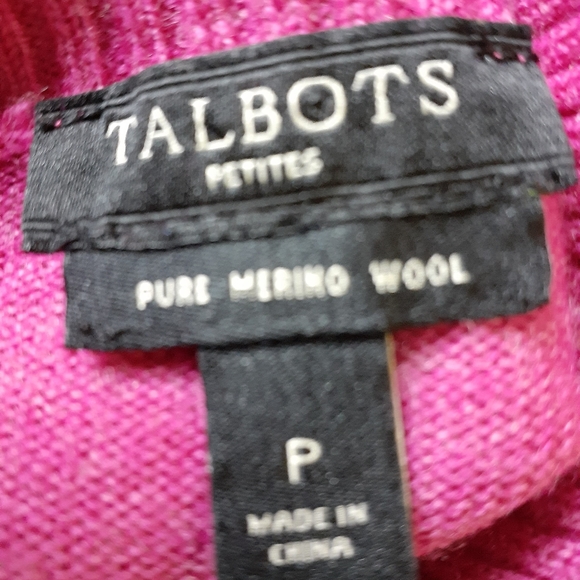 TALBOTS
PETITES
PURE MERINO WOOL
P
MADE IN
CHINA